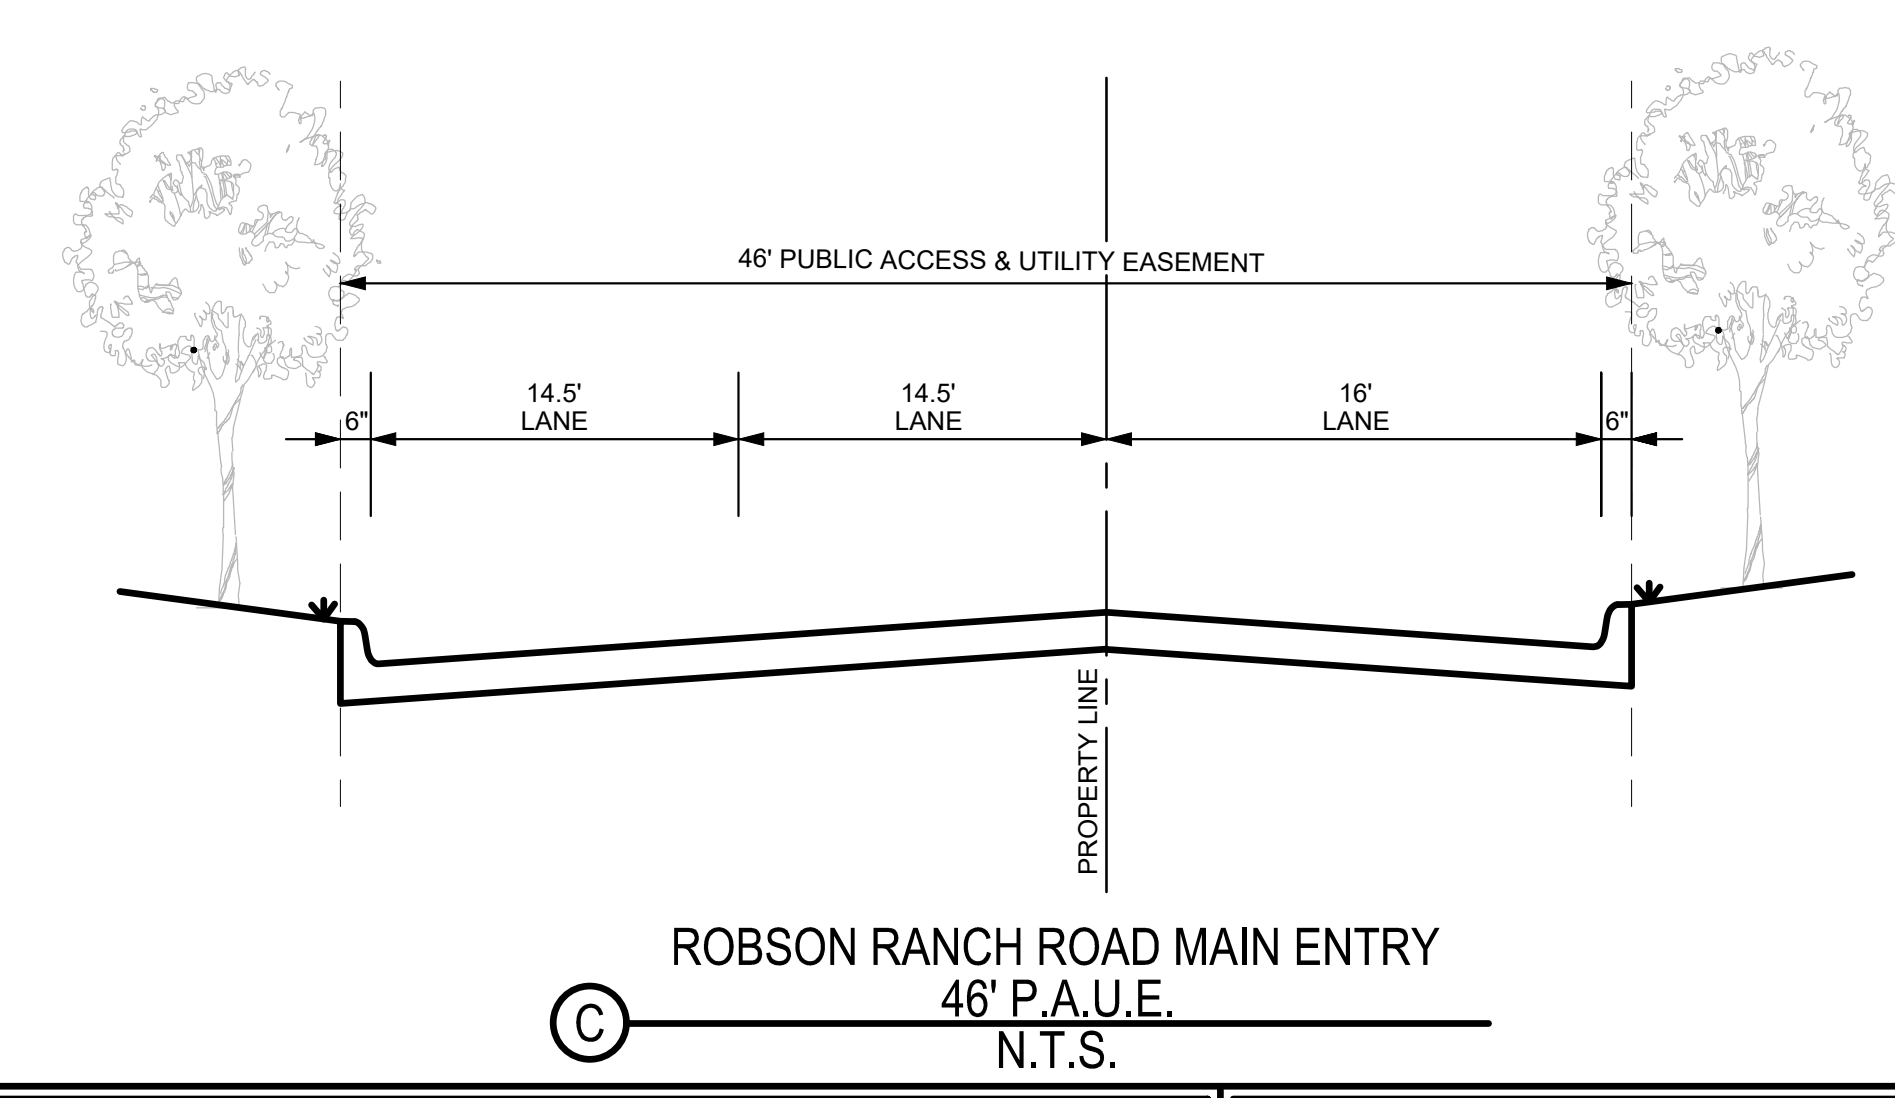 46' PUBLIC ACCESS & UTILITY EASEMENT
6"
14.5'
LANE
14.5'
LANE
16'
LANE
6"
PROPERTY LINE
ROBSON RANCH ROAD MAIN ENTRY
46' P.A.U.E.
C
N.T.S.